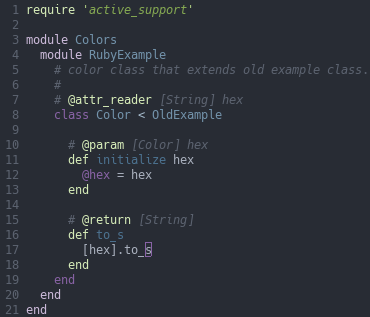 1 require 'active_support'
2
3 module Colors
4   module RubyExample
5     # color class that extends old example class.
6     #
7     # @attr_reader [String] hex
8     class Color < OldExample
9
10       # @param [Color] hex
11       def initialize hex
12         @hex = hex
13       end
14
15       # @return [String]
16       def to_s
17         [hex].to_s
18       end
19     end
20   end
21 end